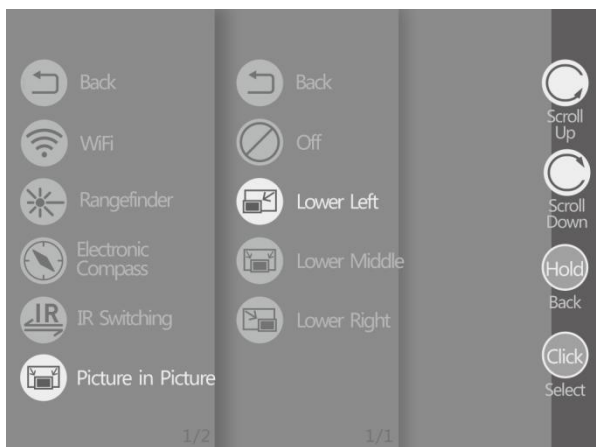 Back
WiFi
Rangefinder
Electronic
Compass
IR
IR Switching
Picture in Picture
1/2
Back
Off
Lower Left
Lower Middle
Lower Right
1/1
Scroll
Up
Scroll
Down
Hold
Back
Click
Select